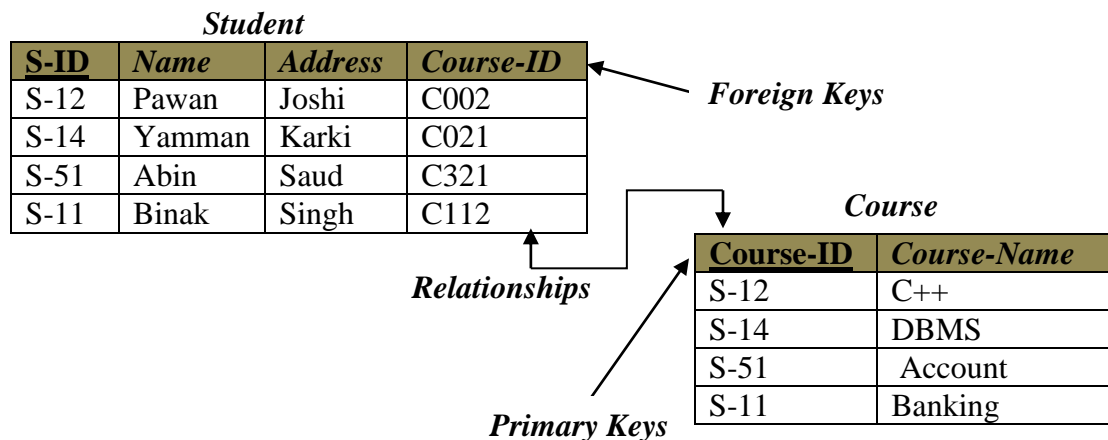 Student
S-ID Name Address Course-ID
S-12 Pawan Joshi C002
S-14 Yamman Karki C021
S-51 Abin Saud C321
S-11 Binak Singh C112
Foreign Keys
Relationships
Course
Course-ID Course-Name
S-12 C++
S-14 DBMS
S-51 Account
S-11 Banking
Primary Keys